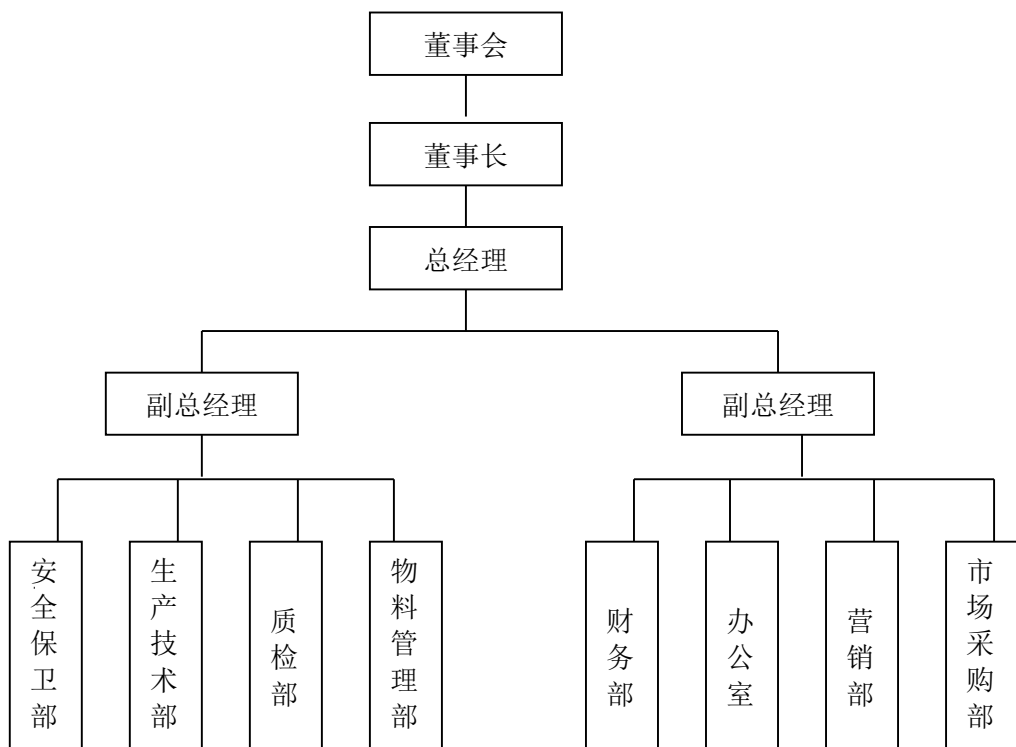 董事会
董事长
总经理
副总经理
副总经理
安全保卫部
生产技术部
质检部
物料管理部
财务部
办公室
营销部
市场采购部